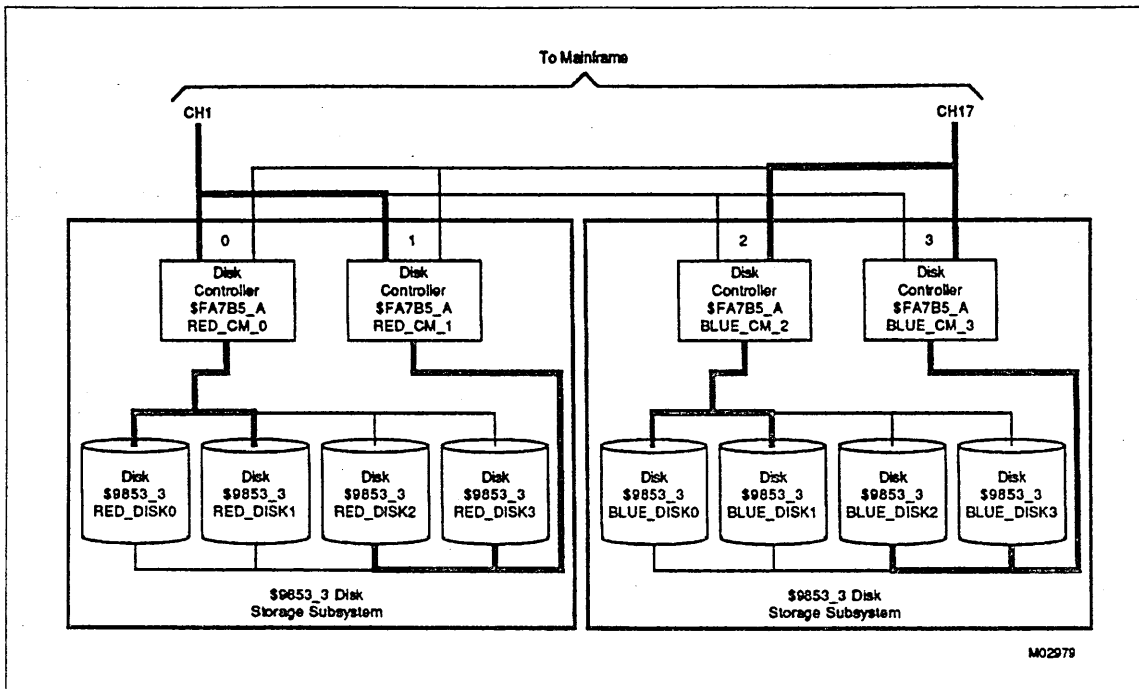 To Mainframe
CH1
CH17
0
1
2
3
Disk
Controller
$FA7B5_A
RED_CM_0
Disk
Controller
$FA7B5_A
RED_CM_1
Disk
Controller
$FA7B5_A
BLUE_CM_2
Disk
Controller
$FA7B5_A
BLUE_CM_3
Disk
$9853_3
RED_DISK0
Disk
$9853_3
RED_DISK1
Disk
$9853_3
RED_DISK2
Disk
$9853_3
RED_DISK3
Disk
$9853_3
BLUE_DISK0
Disk
$9853_3
BLUE_DISK1
Disk
$9853_3
BLUE_DISK2
Disk
$9853_3
BLUE_DISK3
$9853_3 Disk
Storage Subsystem
$9853_3 Disk
Storage Subsystem
M02979